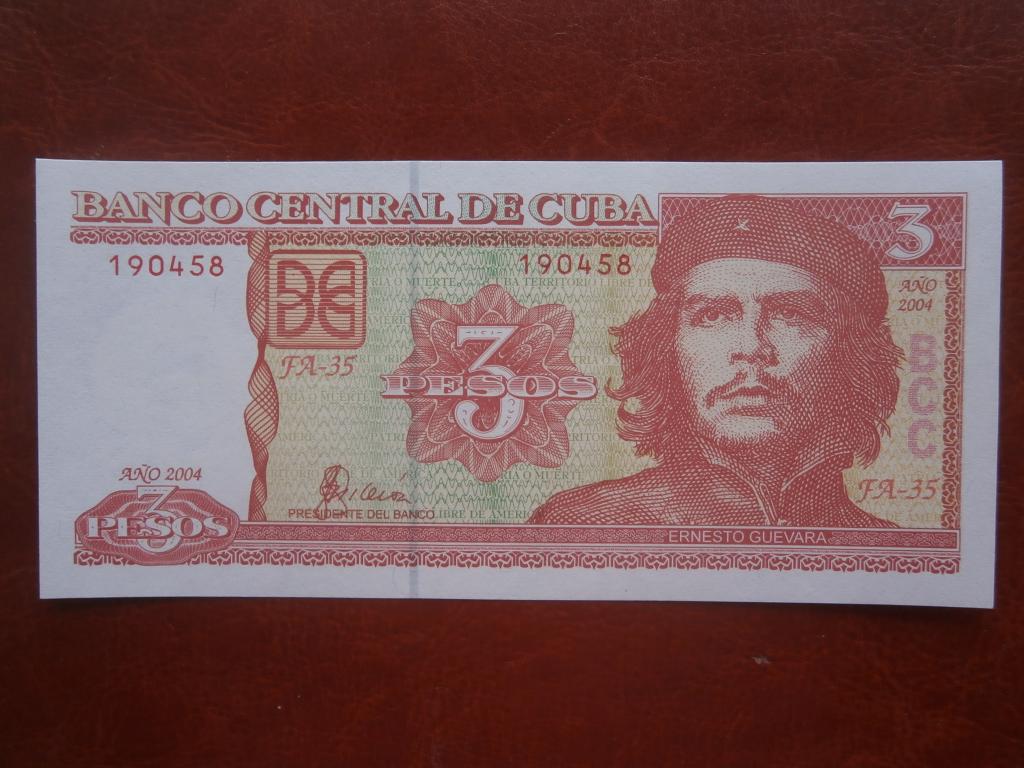 BANCO CENTRAL DE CUBA
3
190458
190458
AÑO
2004
BCC
FA-35
3
PESOS
FA-35
AÑO 2004
3
PESOS
PRESIDENTE DEL BANCO
ERNESTO GUEVARA